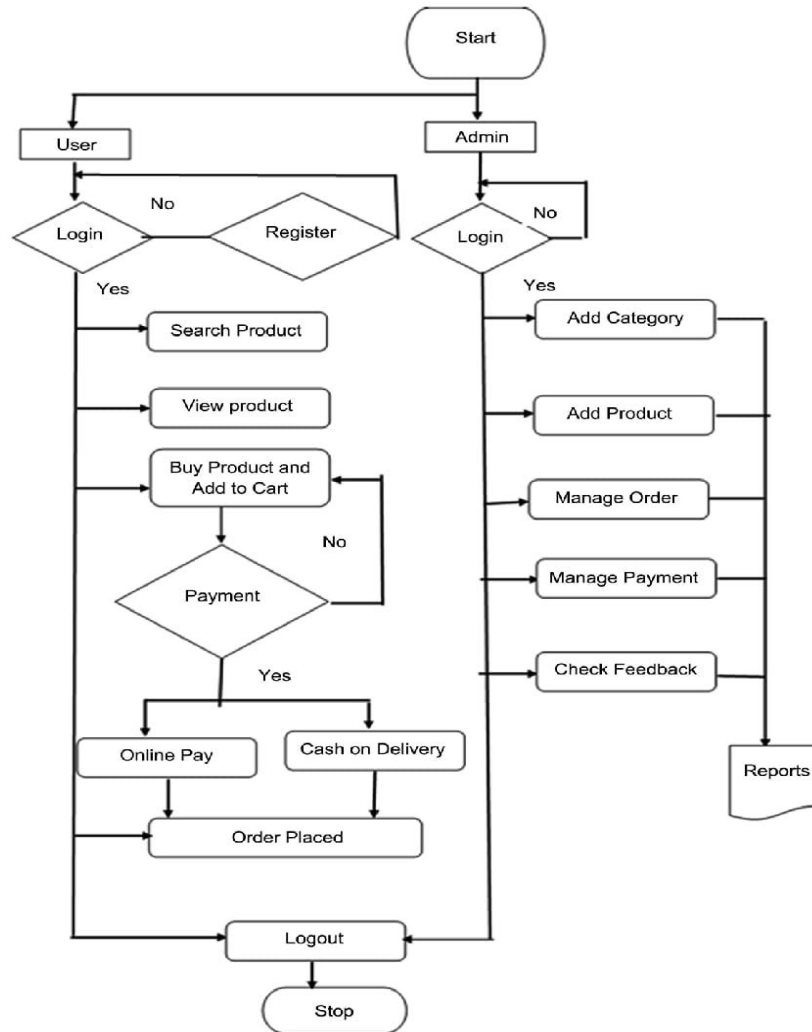 Start
User
Admin
No
Login
Register
No
Login
Yes
Yes
Search Product
Add Category
View product
Add Product
Buy Product and
Add to Cart
Manage Order
No
Payment
Manage Payment
Yes
Check Feedback
Online Pay
Cash on Delivery
Reports
Order Placed
Logout
Stop